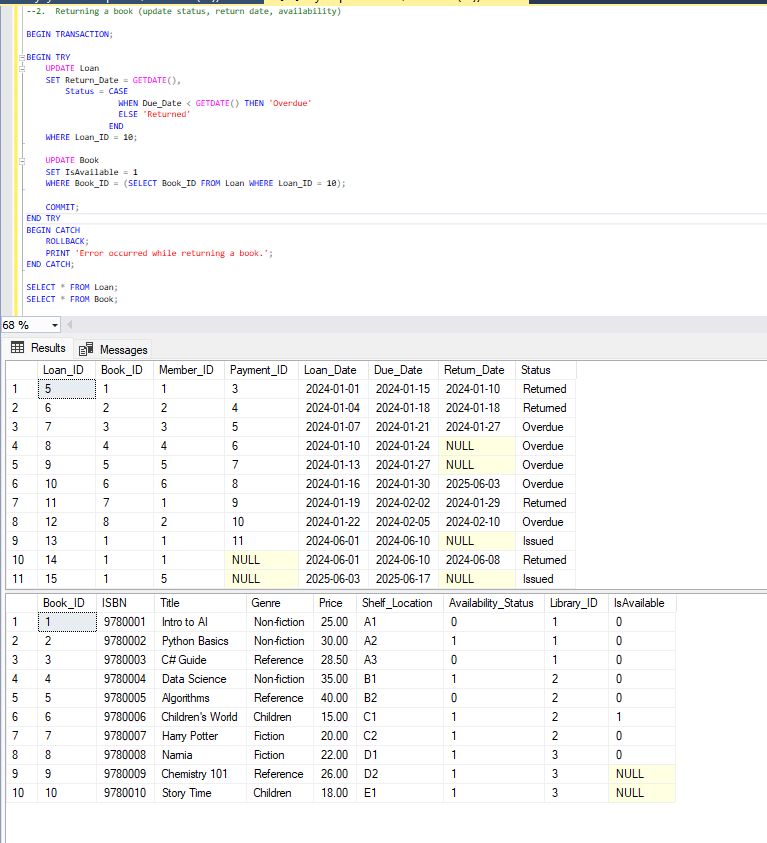 --2.  Returning a book (update status, return date, availability)
BEGIN TRANSACTION;
BEGIN TRY
UPDATE Loan
SET Return_Date = GETDATE(),
Status = CASE
WHEN Due_Date < GETDATE() THEN 'Overdue'
ELSE 'Returned'
END
WHERE Loan_ID = 10;
UPDATE Book
SET IsAvailable = 1
WHERE Book_ID = (SELECT Book_ID FROM Loan WHERE Loan_ID = 10);
COMMIT;
END TRY
BEGIN CATCH
ROLLBACK;
PRINT 'Error occurred while returning a book.';
END CATCH;
SELECT * FROM Loan;
SELECT * FROM Book;
68 %
Results Messages
Loan_ID Book_ID Member_ID Payment_ID Loan_Date Due_Date Return_Date Status
1 5 1 1 3 2024-01-01 2024-01-15 2024-01-10 Returned
2 6 2 2 4 2024-01-04 2024-01-18 2024-01-18 Returned
3 7 3 3 5 2024-01-07 2024-01-21 2024-01-27 Overdue
4 8 4 4 6 2024-01-10 2024-01-24 NULL Overdue
5 9 5 5 7 2024-01-13 2024-01-27 NULL Overdue
6 10 6 6 8 2024-01-16 2024-01-30 2025-06-03 Overdue
7 11 7 1 9 2024-01-19 2024-02-02 2024-01-29 Returned
8 12 8 2 10 2024-01-22 2024-02-05 2024-02-10 Overdue
9 13 1 1 11 2024-06-01 2024-06-10 NULL Issued
10 14 1 1 NULL 2024-06-01 2024-06-10 2024-06-08 Returned
11 15 1 5 NULL 2025-06-03 2025-06-17 NULL Issued
Book_ID ISBN Title Genre Price Shelf_Location Availability_Status Library_ID IsAvailable
1 1 9780001 Intro to AI Non-fiction 25.00 A1 0 1 0
2 2 9780002 Python Basics Non-fiction 30.00 A2 1 1 0
3 3 9780003 C# Guide Reference 28.50 A3 0 1 0
4 4 9780004 Data Science Non-fiction 35.00 B1 1 2 0
5 5 9780005 Algorithms Reference 40.00 B2 0 2 0
6 6 9780006 Children's World Children 15.00 C1 1 2 1
7 7 9780007 Harry Potter Fiction 20.00 C2 1 2 0
8 8 9780008 Narnia Fiction 22.00 D1 1 3 0
9 9 9780009 Chemistry 101 Reference 26.00 D2 1 3 NULL
10 10 9780010 Story Time Children 18.00 E1 1 3 NULL